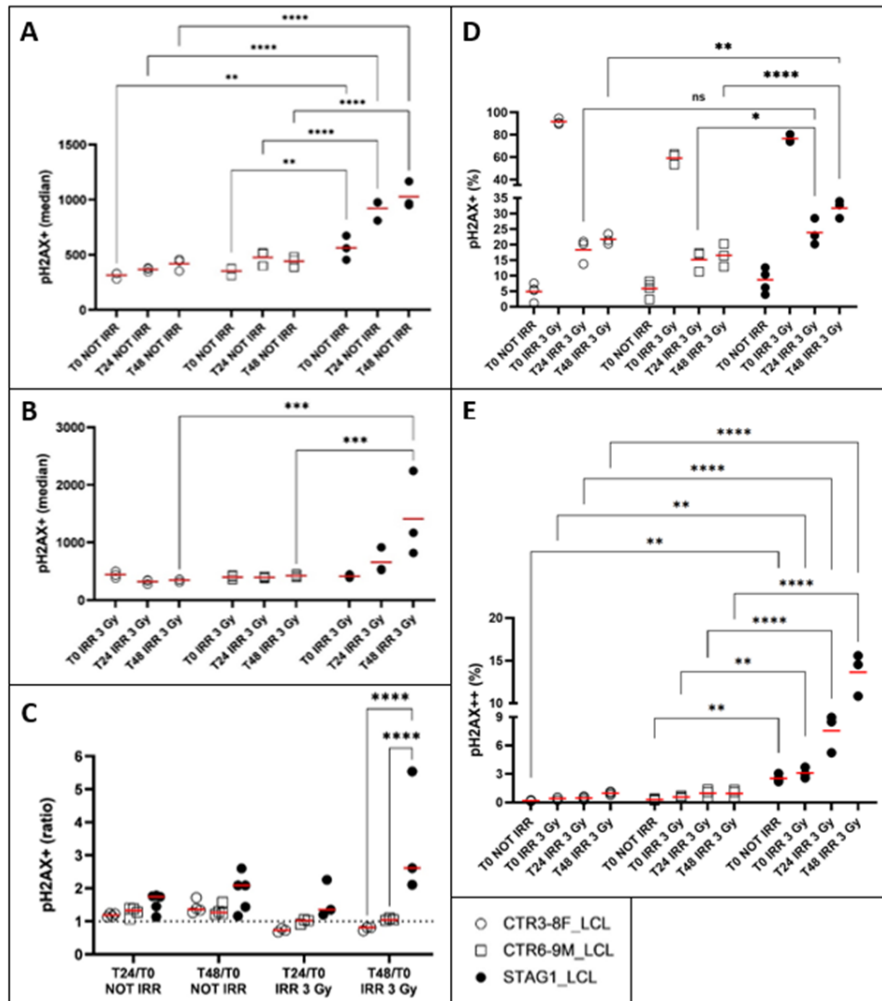 A
****
****
**
****
****
**
1500
1000
500
0
pH2AX+ (median)
T0 NOT IRR
T24 NOT IRR
T48 NOT IRR
T0 NOT IRR
T24 NOT IRR
T48 NOT IRR
T0 NOT IRR
T24 NOT IRR
T48 NOT IRR
B
***
***
3000
2000
1000
0
pH2AX+ (median)
T0 IRR 3 Gy
T24 IRR 3 Gy
T48 IRR 3 Gy
T0 IRR 3 Gy
T24 IRR 3 Gy
T48 IRR 3 Gy
T0 IRR 3 Gy
T24 IRR 3 Gy
T48 IRR 3 Gy
C
****
****
6
5
4
3
2
1
0
pH2AX+ (ratio)
T24/T0 NOT IRR
T48/T0 NOT IRR
T24/T0 IRR 3 Gy
T48/T0 IRR 3 Gy
D
**
****
ns
*
100
80
60
40
35
30
25
20
15
10
5
0
pH2AX+ (%)
T0 NOT IRR
T0 IRR 3 Gy
T24 IRR 3 Gy
T48 IRR 3 Gy
T0 NOT IRR
T0 IRR 3 Gy
T24 IRR 3 Gy
T48 IRR 3 Gy
T0 NOT IRR
T0 IRR 3 Gy
T24 IRR 3 Gy
T48 IRR 3 Gy
E
****
****
**
**
****
****
**
**
20
15
10
9
6
3
0
pH2AX++ (%)
T0 NOT IRR
T0 IRR 3 Gy
T24 IRR 3 Gy
T48 IRR 3 Gy
T0 NOT IRR
T0 IRR 3 Gy
T24 IRR 3 Gy
T48 IRR 3 Gy
T0 NOT IRR
T0 IRR 3 Gy
T24 IRR 3 Gy
T48 IRR 3 Gy
CTR3-8F_LCL
CTR6-9M_LCL
STAG1_LCL